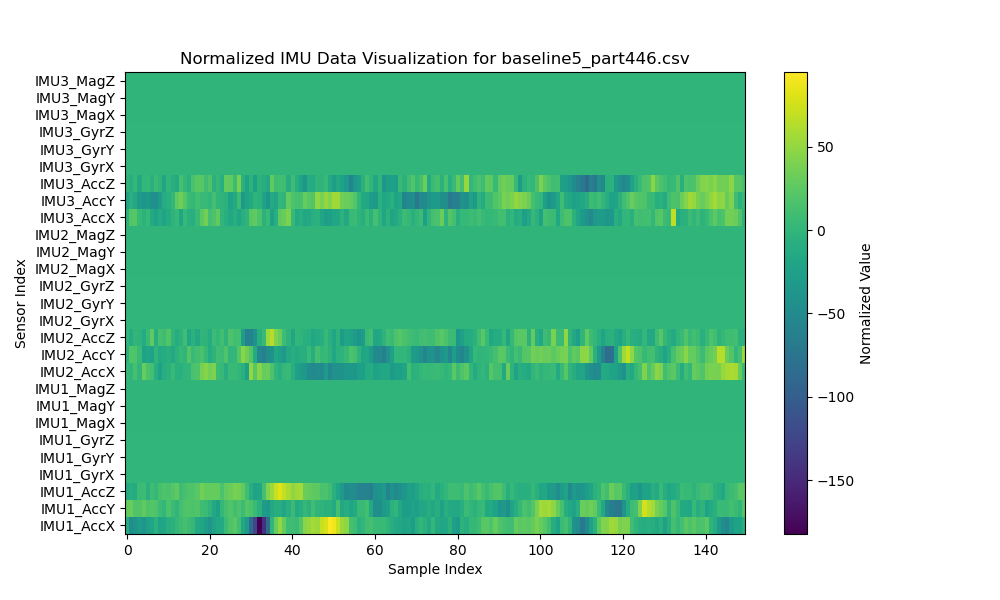 Normalized IMU Data Visualization for baseline5_part446.csv
Sensor Index
IMU3_MagZ
IMU3_MagY
IMU3_MagX
IMU3_GyrZ
IMU3_GyrY
IMU3_GyrX
IMU3_AccZ
IMU3_AccY
IMU3_AccX
IMU2_MagZ
IMU2_MagY
IMU2_MagX
IMU2_GyrZ
IMU2_GyrY
IMU2_GyrX
IMU2_AccZ
IMU2_AccY
IMU2_AccX
IMU1_MagZ
IMU1_MagY
IMU1_MagX
IMU1_GyrZ
IMU1_GyrY
IMU1_GyrX
IMU1_AccZ
IMU1_AccY
IMU1_AccX
0 20 40 60 80 100 120 140
Sample Index
50
0
−50
−100
−150
Normalized Value